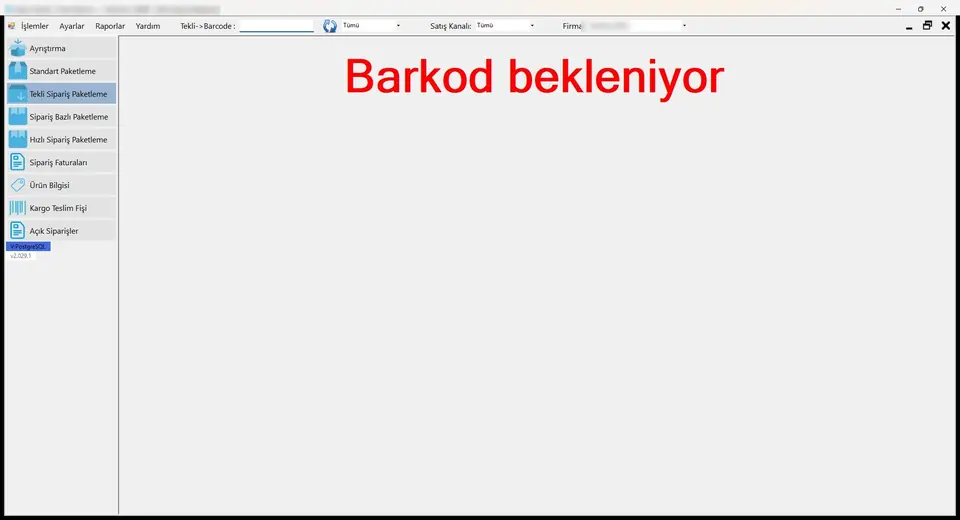 İşlemler Ayarlar Raporlar Yardım Tekli->Barcode : Tümü Satış Kanalı: Tümü Firma
Ayrıştırma
Standart Paketleme
Tekli Sipariş Paketleme
Sipariş Bazlı Paketleme
Hızlı Sipariş Paketleme
Sipariş Faturaları
Ürün Bilgisi
Kargo Teslim Fişi
Açık Siparişler
V.PostgreSQL
v2.029.1
Barkod bekleniyor